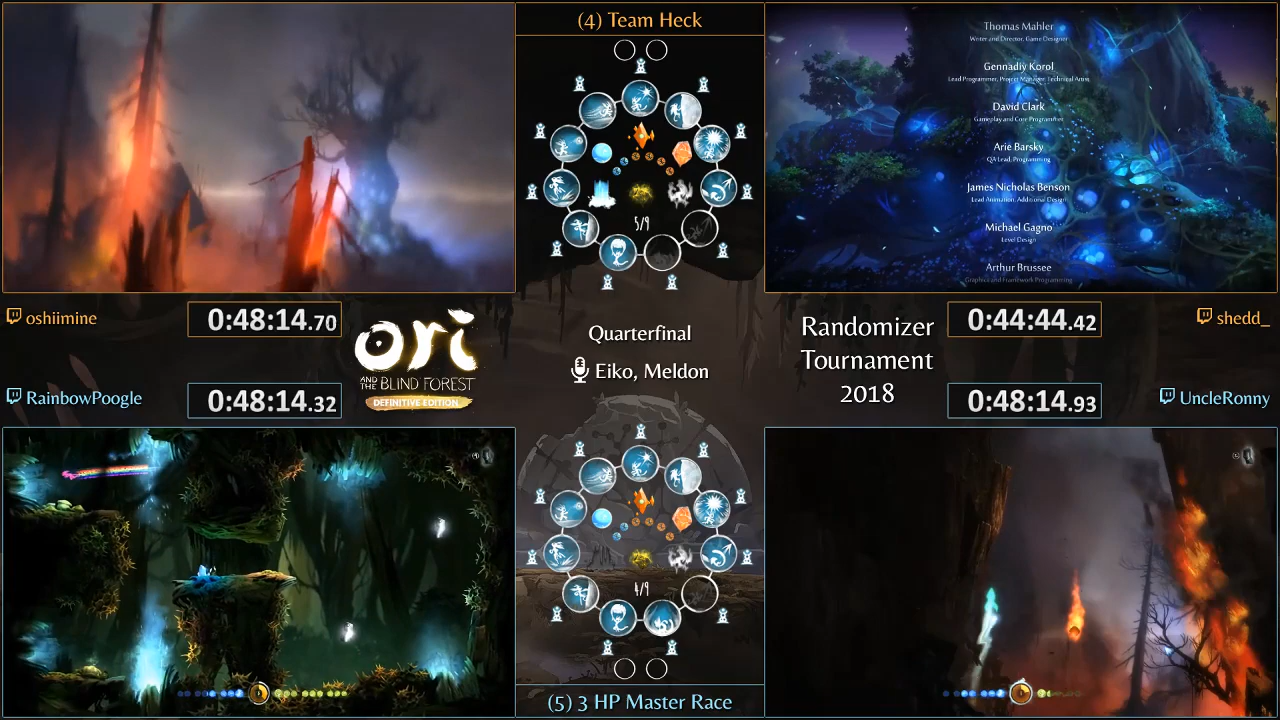 (4) Team Heck
Thomas Mahler
Writer and Director, Game Designer
Gennadiy Korol
Lead Programmer, Project Manager, Technical Artist
David Clark
Gameplay and Core Programmer
Arie Barsky
QA Lead, Programming
James Nicholas Benson
Lead Animation, Additional Design
Michael Gagno
Level Design
Arthur Brussee
Graphics and Framework Programming
5/9
oshiimine
0:48:14.70
RainbowPoogle
0:48:14.32
ori
AND THE BLIND FOREST
DEFINITIVE EDITION
Quarterfinal
Eiko, Meldon
Randomizer
Tournament
2018
0:44:44.42
shedd_
0:48:14.93
UncleRonny
4/9
(5) 3 HP Master Race